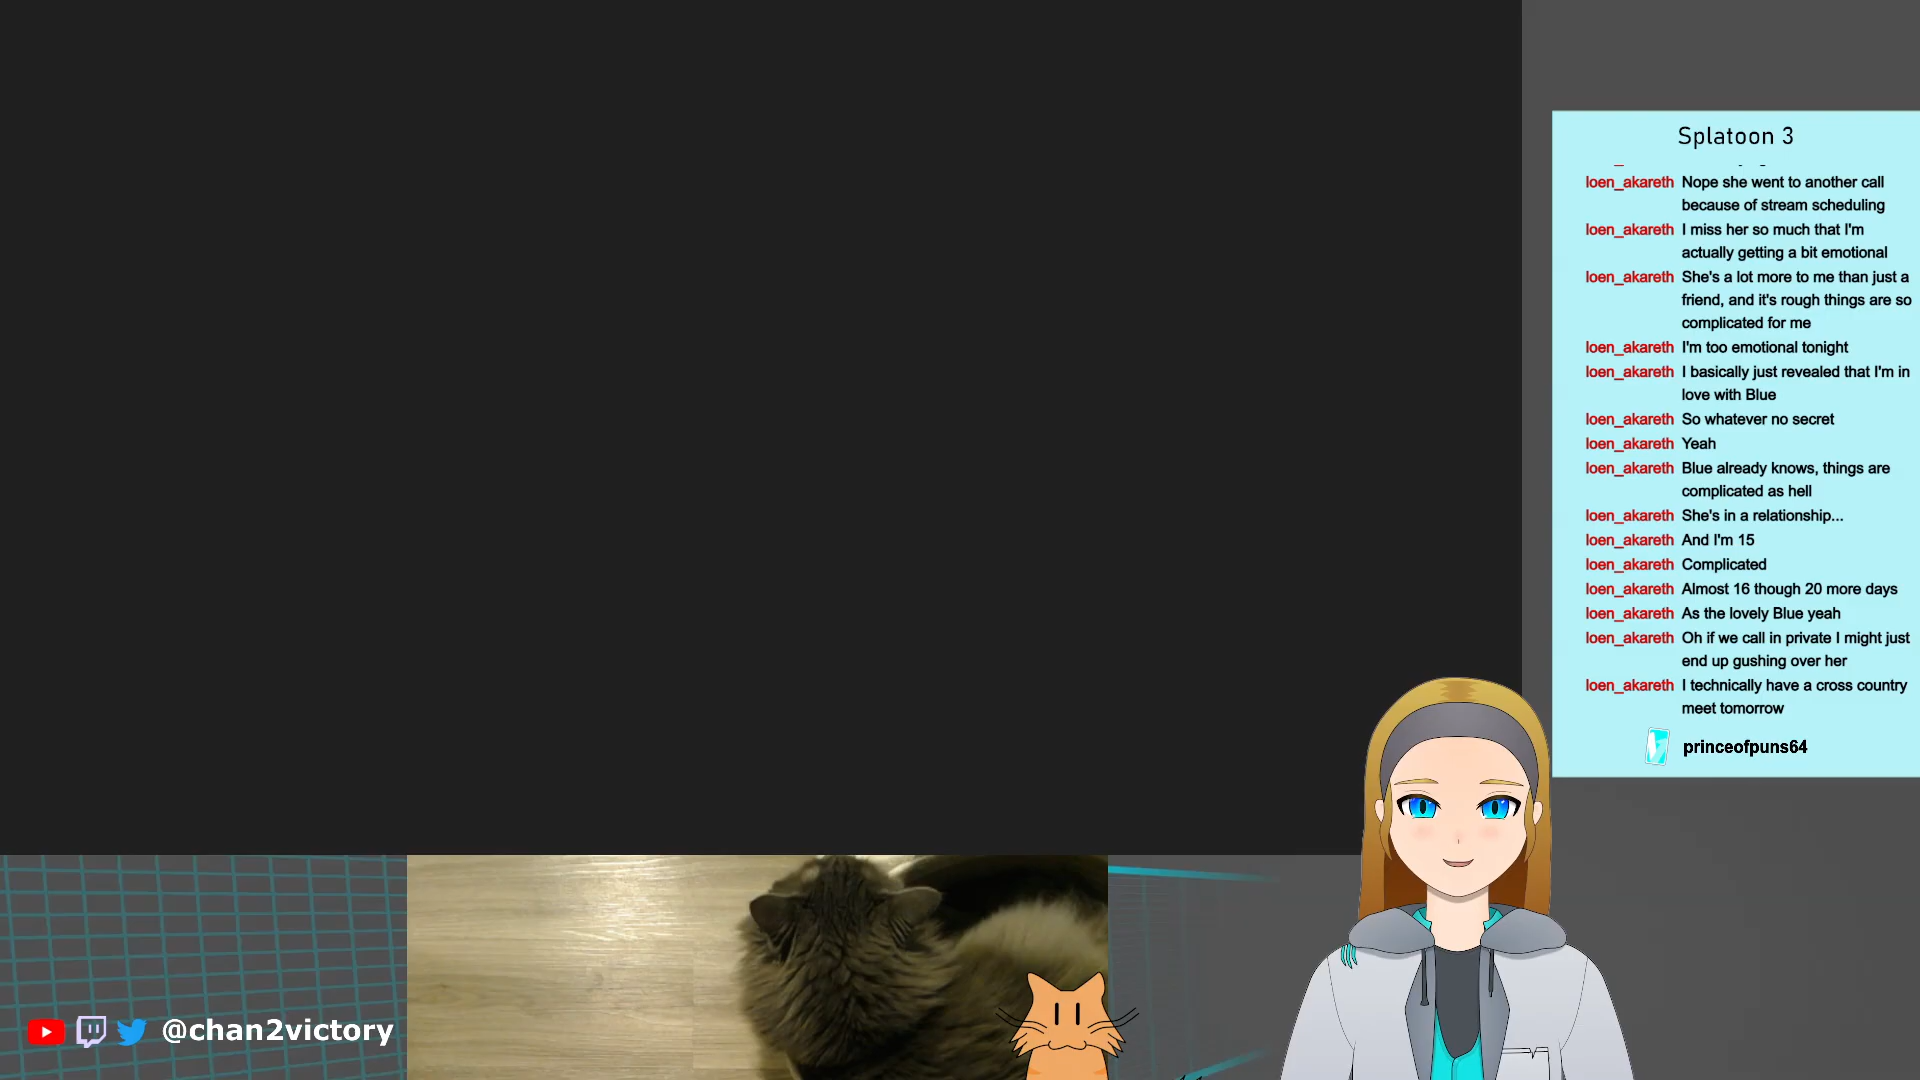 Splatoon 3
loen_akareth Nope she went to another call
because of stream scheduling
loen_akareth I miss her so much that I'm
actually getting a bit emotional
loen_akareth She's a lot more to me than just a
friend, and it's rough things are so
complicated for me
loen_akareth I'm too emotional tonight
loen_akareth I basically just revealed that I'm in
love with Blue
loen_akareth So whatever no secret
loen_akareth Yeah
loen_akareth Blue already knows, things are
complicated as hell
loen_akareth She's in a relationship...
loen_akareth And I'm 15
loen_akareth Complicated
loen_akareth Almost 16 though 20 more days
loen_akareth As the lovely Blue yeah
loen_akareth Oh if we call in private I might just
end up gushing over her
loen_akareth I technically have a cross country
meet tomorrow
princeofpuns64
@chan2victory